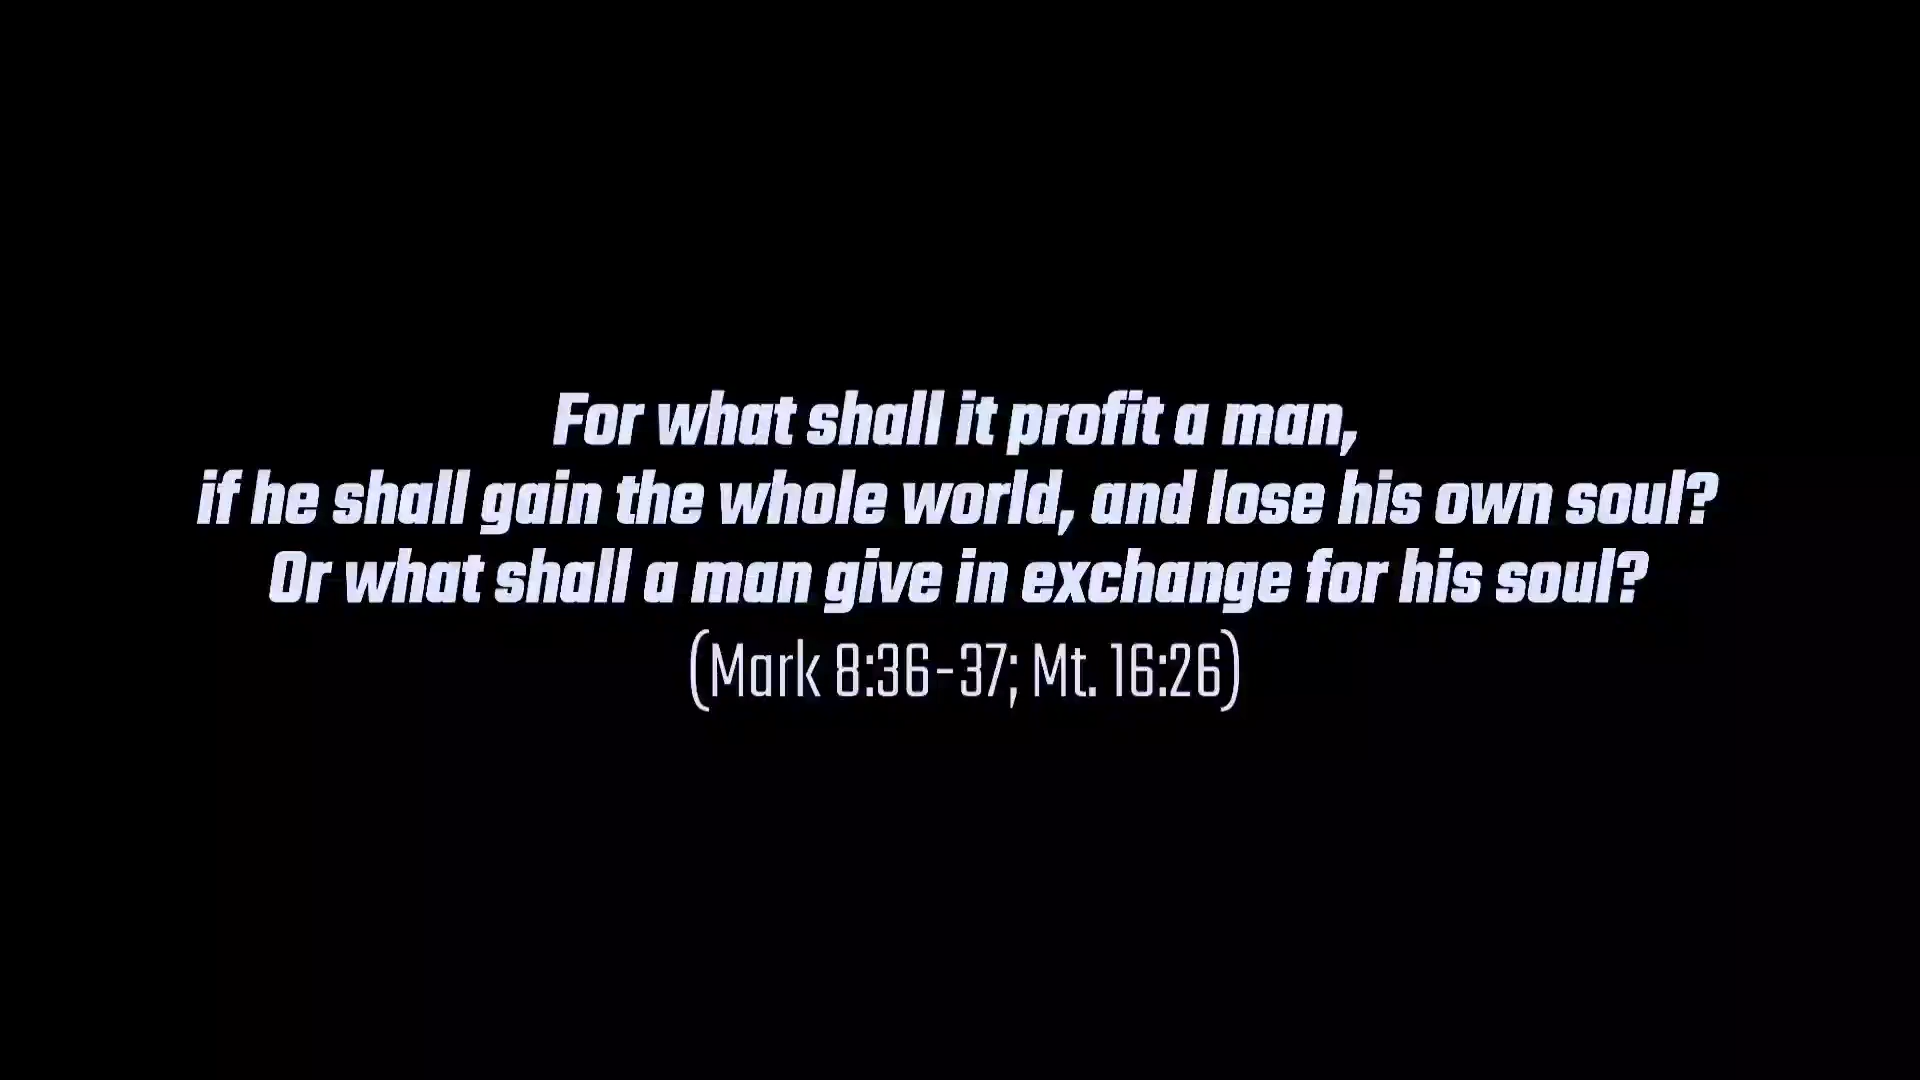 For what shall it profit a man,
if he shall gain the whole world, and lose his own soul?
Or what shall a man give in exchange for his soul?
(Mark 8:36-37; Mt. 16:26)